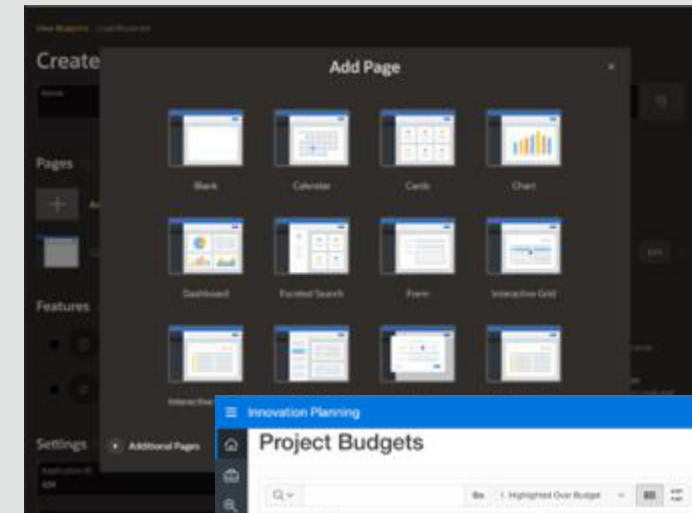 Create
Add Page
Pages
Blank
Calendar
Cards
Chart
Dashboard
Faceted Search
Form
Interactive Grid
Features
Innovation Planning
Settings
Additional Pages
Project Budgets
Go
1. Highlighted Over Budget